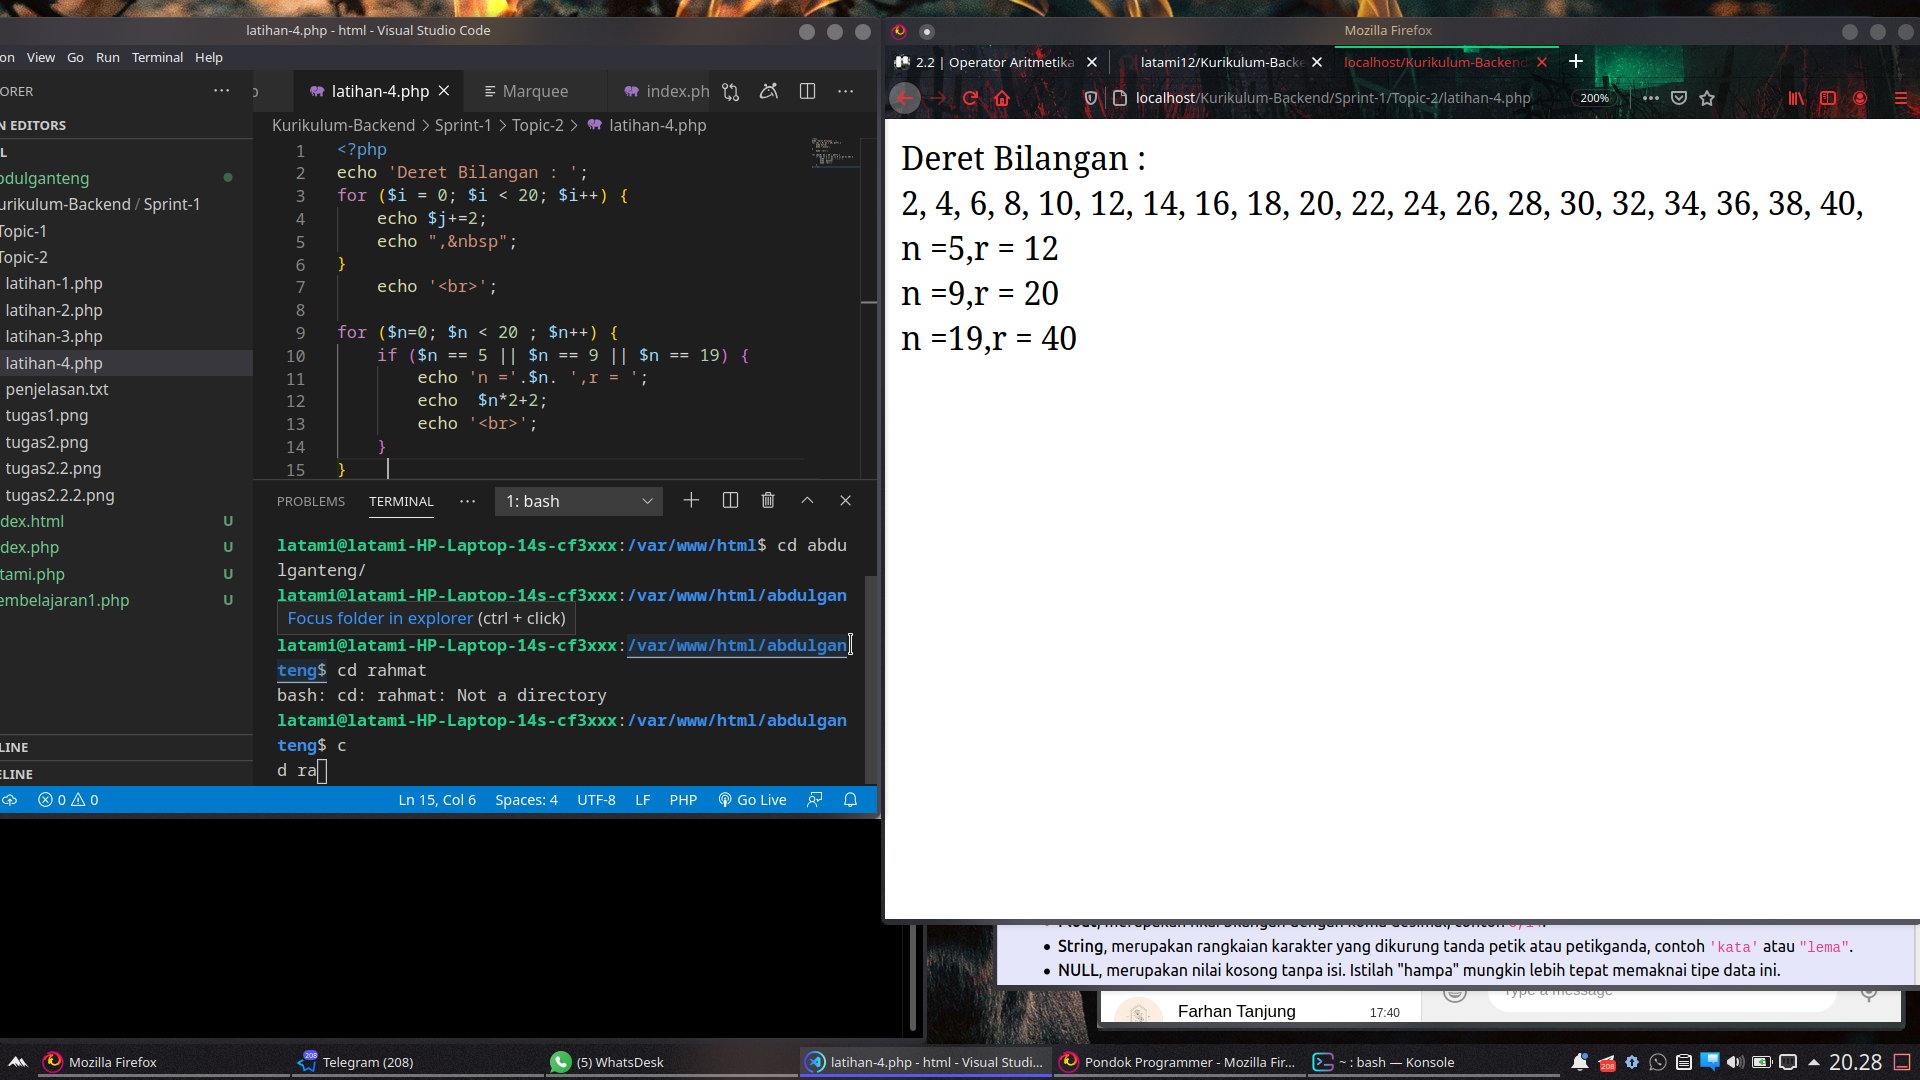 latihan-4.php - html - Visual Studio Code
on View Go Run Terminal Help
ORER
latihan-4.php
Marquee
index.ph
N EDITORS
L
bdulganteng
urikulum-Backend / Sprint-1
Topic-1
Topic-2
latihan-1.php
latihan-2.php
latihan-3.php
latihan-4.php
penjelasan.txt
tugas1.png
tugas2.png
tugas2.2.png
tugas2.2.2.png
dex.html U
dex.php U
tami.php U
embelajaran1.php U
LINE
ELINE
Kurikulum-Backend > Sprint-1 > Topic-2 > latihan-4.php
1 <?php
2 echo 'Deret Bilangan : ';
3 for ($i = 0; $i < 20; $i++) {
4 echo $j+=2;
5 echo ",&nbsp";
6 }
7 echo '<br>';
8
9 for ($n=0; $n < 20 ; $n++) {
10 if ($n == 5 || $n == 9 || $n == 19) {
11 echo 'n ='.$n. ',r = ';
12 echo  $n*2+2;
13 echo '<br>';
14 }
15 }
PROBLEMS TERMINAL ··· 1: bash
latami@latami-HP-Laptop-14s-cf3xxx:/var/www/html$ cd abdu
lganteng/
latami@latami-HP-Laptop-14s-cf3xxx:/var/www/html/abdulgan
Focus folder in explorer (ctrl + click)
latami@latami-HP-Laptop-14s-cf3xxx:/var/www/html/abdulgan
teng$ cd rahmat
bash: cd: rahmat: Not a directory
latami@latami-HP-Laptop-14s-cf3xxx:/var/www/html/abdulgan
teng$ c
d ra
0 0 Ln 15, Col 6 Spaces: 4 UTF-8 LF PHP Go Live
Mozilla Firefox
2.2 | Operator Aritmetika
latami12/Kurikulum-Backe
localhost/Kurikulum-Backend
localhost/Kurikulum-Backend/Sprint-1/Topic-2/latihan-4.php 200%
Deret Bilangan :
2, 4, 6, 8, 10, 12, 14, 16, 18, 20, 22, 24, 26, 28, 30, 32, 34, 36, 38, 40,
n =5,r = 12
n =9,r = 20
n =19,r = 40
String, merupakan rangkaian karakter yang dikurung tanda petik atau petikganda, contoh 'kata' atau "lema".
NULL, merupakan nilai kosong tanpa isi. Istilah "hampa" mungkin lebih tepat memaknai tipe data ini.
Type a message
Farhan Tanjung 17:40
Mozilla Firefox
208 Telegram (208)
(5) WhatsDesk
latihan-4.php - html - Visual Studi...
Pondok Programmer - Mozilla Fir...
~ : bash — Konsole
208
20.28